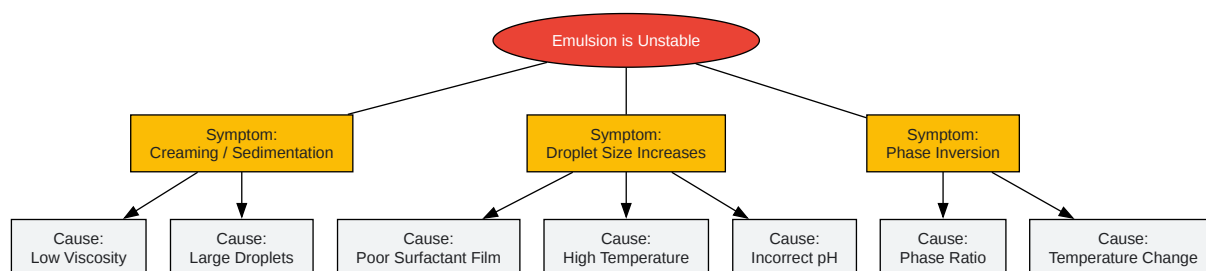 Emulsion is Unstable
Symptom:
Creaming / Sedimentation
Symptom:
Droplet Size Increases
Symptom:
Phase Inversion
Cause:
Low Viscosity
Cause:
Large Droplets
Cause:
Poor Surfactant Film
Cause:
High Temperature
Cause:
Incorrect pH
Cause:
Phase Ratio
Cause:
Temperature Change